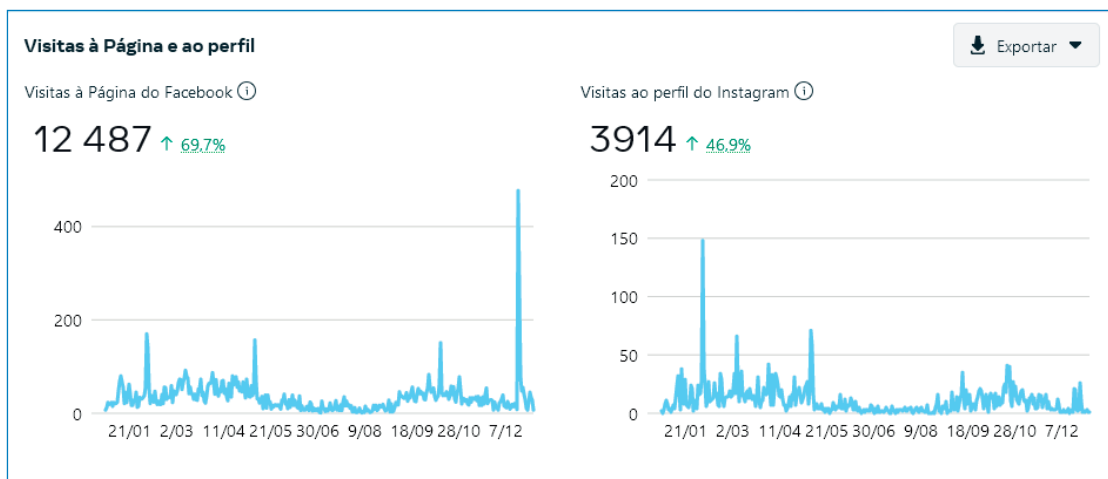 Visitas à Página e ao perfil
Exportar
Visitas à Página do Facebook
12 487 ↑ 69,7%
400
200
0
21/01 2/03 11/04 21/05 30/06 9/08 18/09 28/10 7/12
Visitas ao perfil do Instagram
3914 ↑ 46,9%
200
150
100
50
0
21/01 2/03 11/04 21/05 30/06 9/08 18/09 28/10 7/12